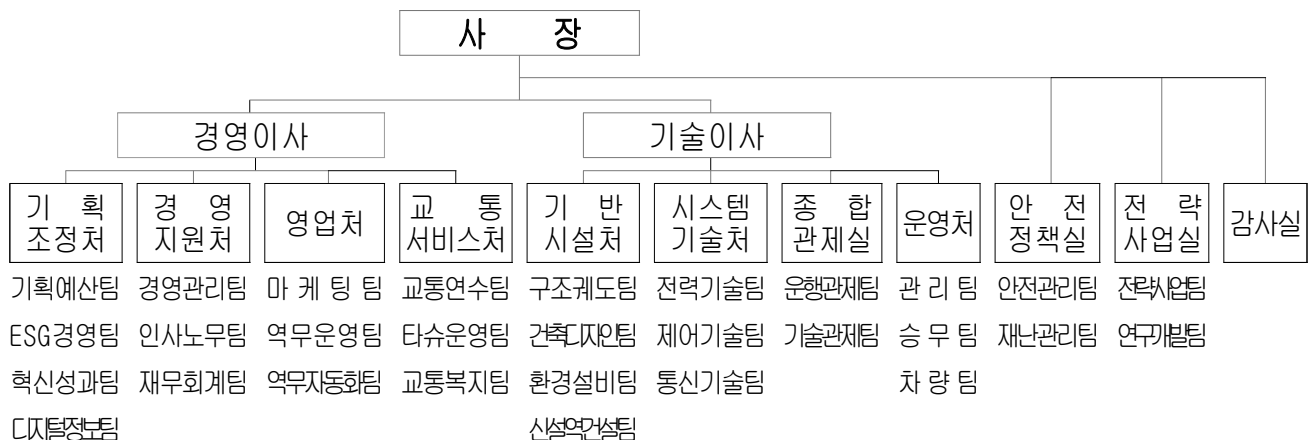 사 장
경영이사 기술이사
기 획 경 영 영업처 교 통 기 반 시스템 종 합 운영처 안 전 전 략 감사실
조정처 지원처 서비스처 시설처 기술처 관제실 정책실 사업실
기획예산팀 경영관리팀 마 케 팅 팀 교통연수팀 구조궤도팀 전력기술팀 운행관제팀 관 리 팀 안전관리팀 전략사업팀
ESG경영팀 인사노무팀 역무운영팀 타슈운영팀 건축디자인팀 제어기술팀 기술관제팀 승 무 팀 재난관리팀 연구개발팀
혁신성과팀 재무회계팀 역무자동화팀 교통복지팀 환경설비팀 통신기술팀 차 량 팀
디지털정보팀 신설역건설팀